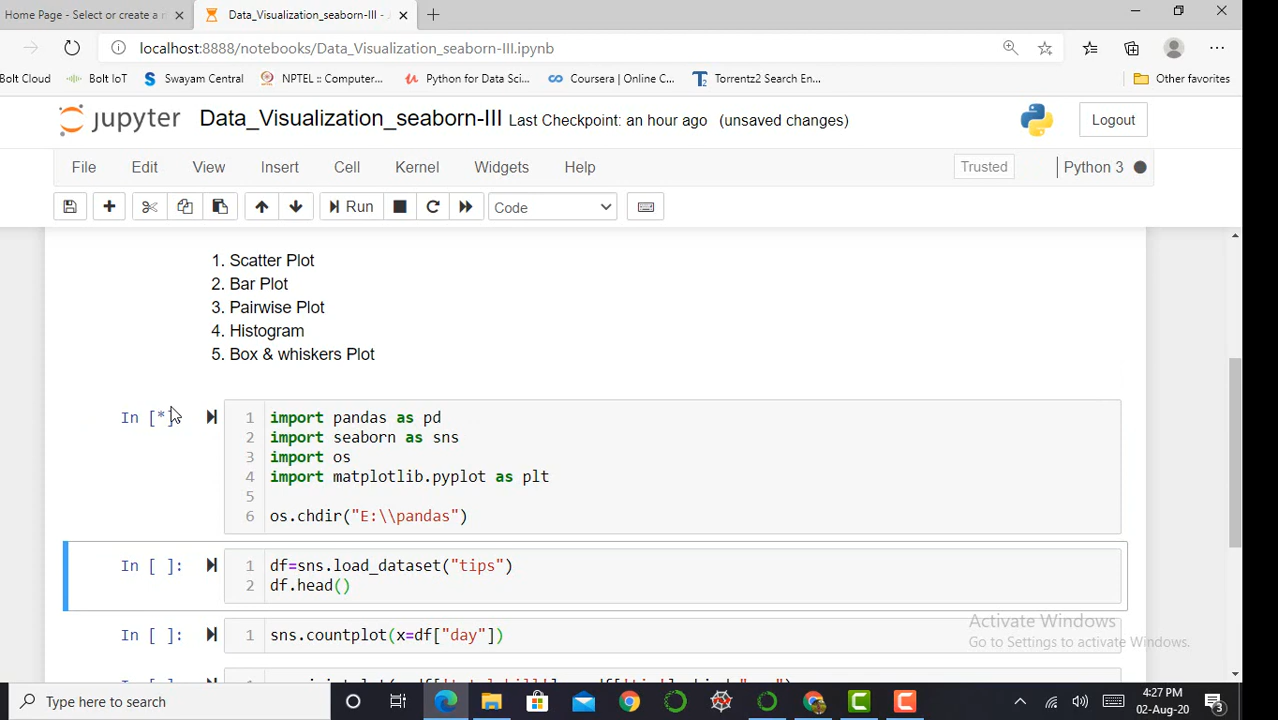 Home Page - Select or create a n
Data_Visualization_seaborn-III -
localhost:8888/notebooks/Data_Visualization_seaborn-III.ipynb
Bolt Cloud Bolt IoT Swayam Central NPTEL :: Computer... Python for Data Sci... Coursera | Online C... Torrentz2 Search En... Other favorites
jupyter Data_Visualization_seaborn-III Last Checkpoint: an hour ago (unsaved changes) Logout
File Edit View Insert Cell Kernel Widgets Help Trusted Python 3
Run Code
1. Scatter Plot
2. Bar Plot
3. Pairwise Plot
4. Histogram
5. Box & whiskers Plot
In [*] 1 import pandas as pd
2 import seaborn as sns
3 import os
4 import matplotlib.pyplot as plt
5
6 os.chdir("E:\\pandas")
In [ ]: 1 df=sns.load_dataset("tips")
2 df.head()
In [ ]: 1 sns.countplot(x=df["day"])
Activate Windows
Go to Settings to activate Windows.
Type here to search
4:27 PM
02-Aug-20
3